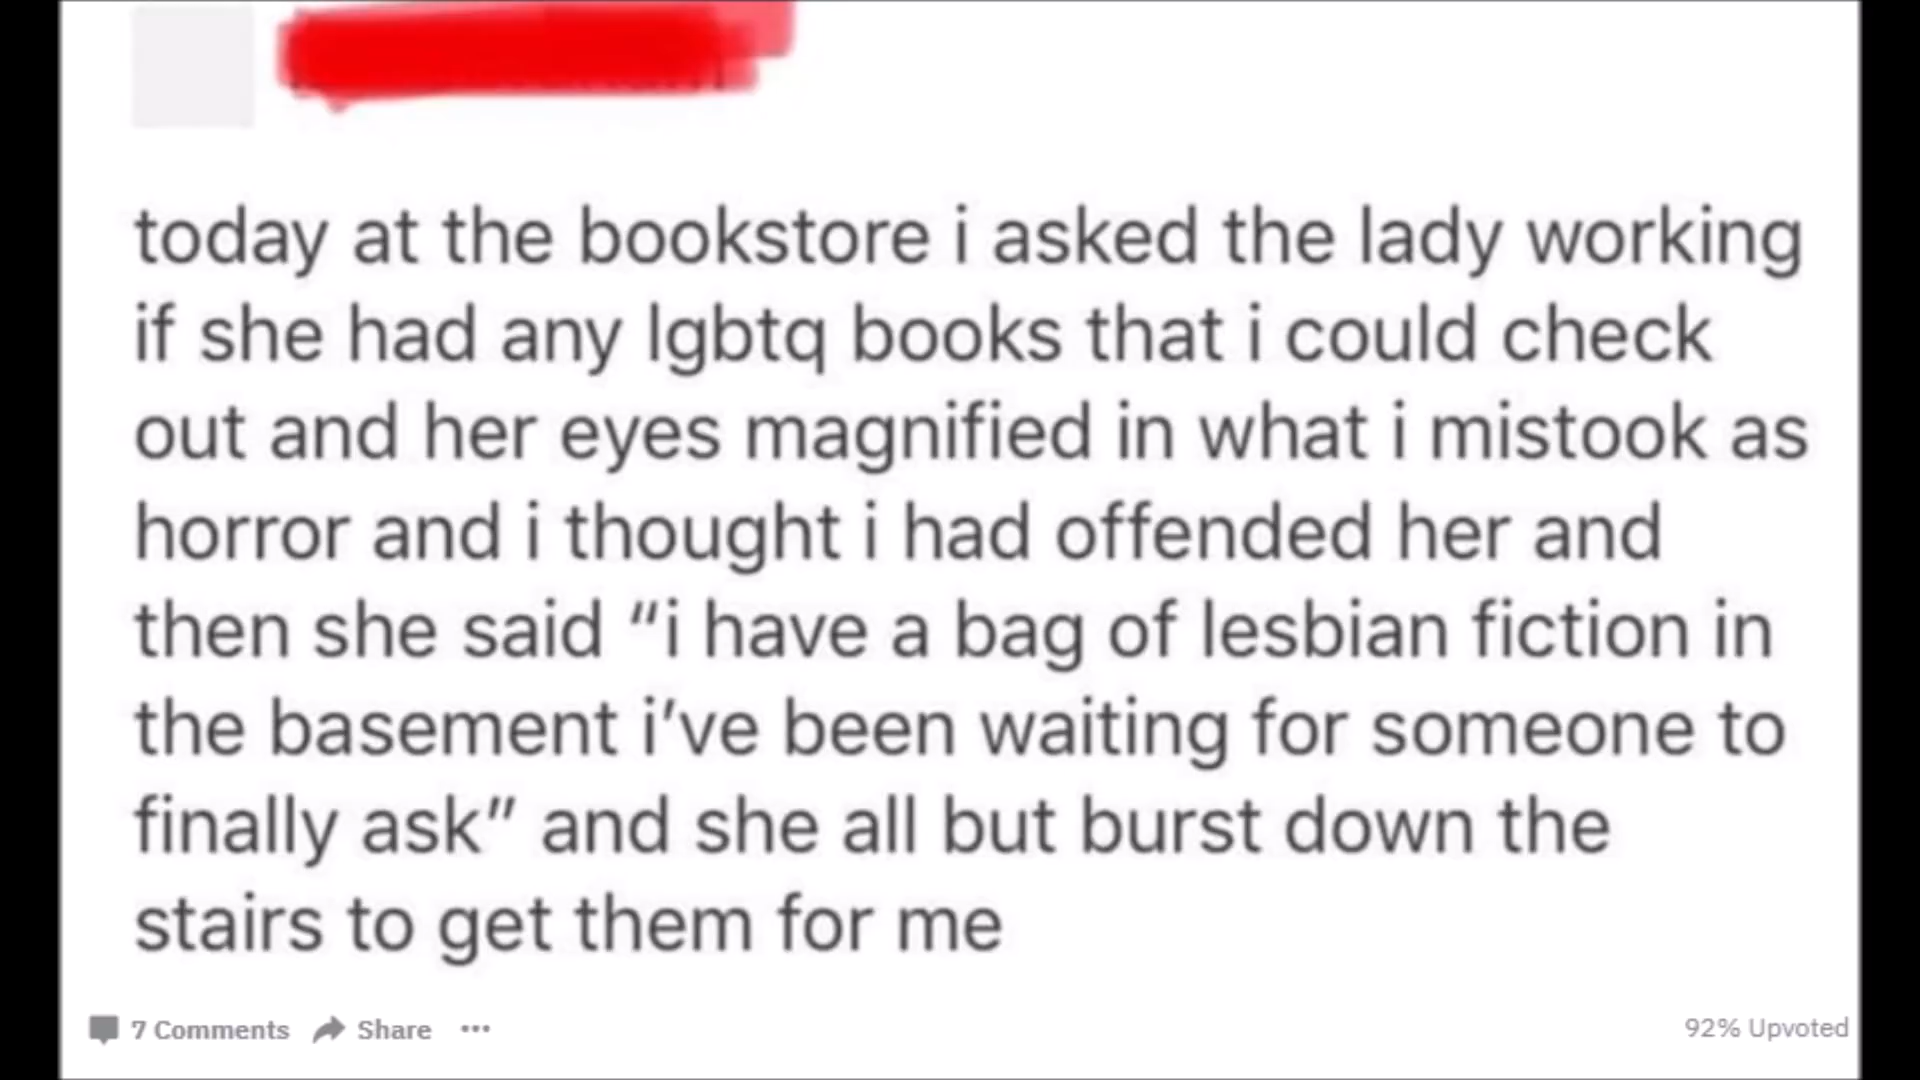 today at the bookstore i asked the lady working
if she had any lgbtq books that i could check
out and her eyes magnified in what i mistook as
horror and i thought i had offended her and
then she said “i have a bag of lesbian fiction in
the basement i’ve been waiting for someone to
finally ask” and she all but burst down the
stairs to get them for me
7 Comments Share ••• 92% Upvoted